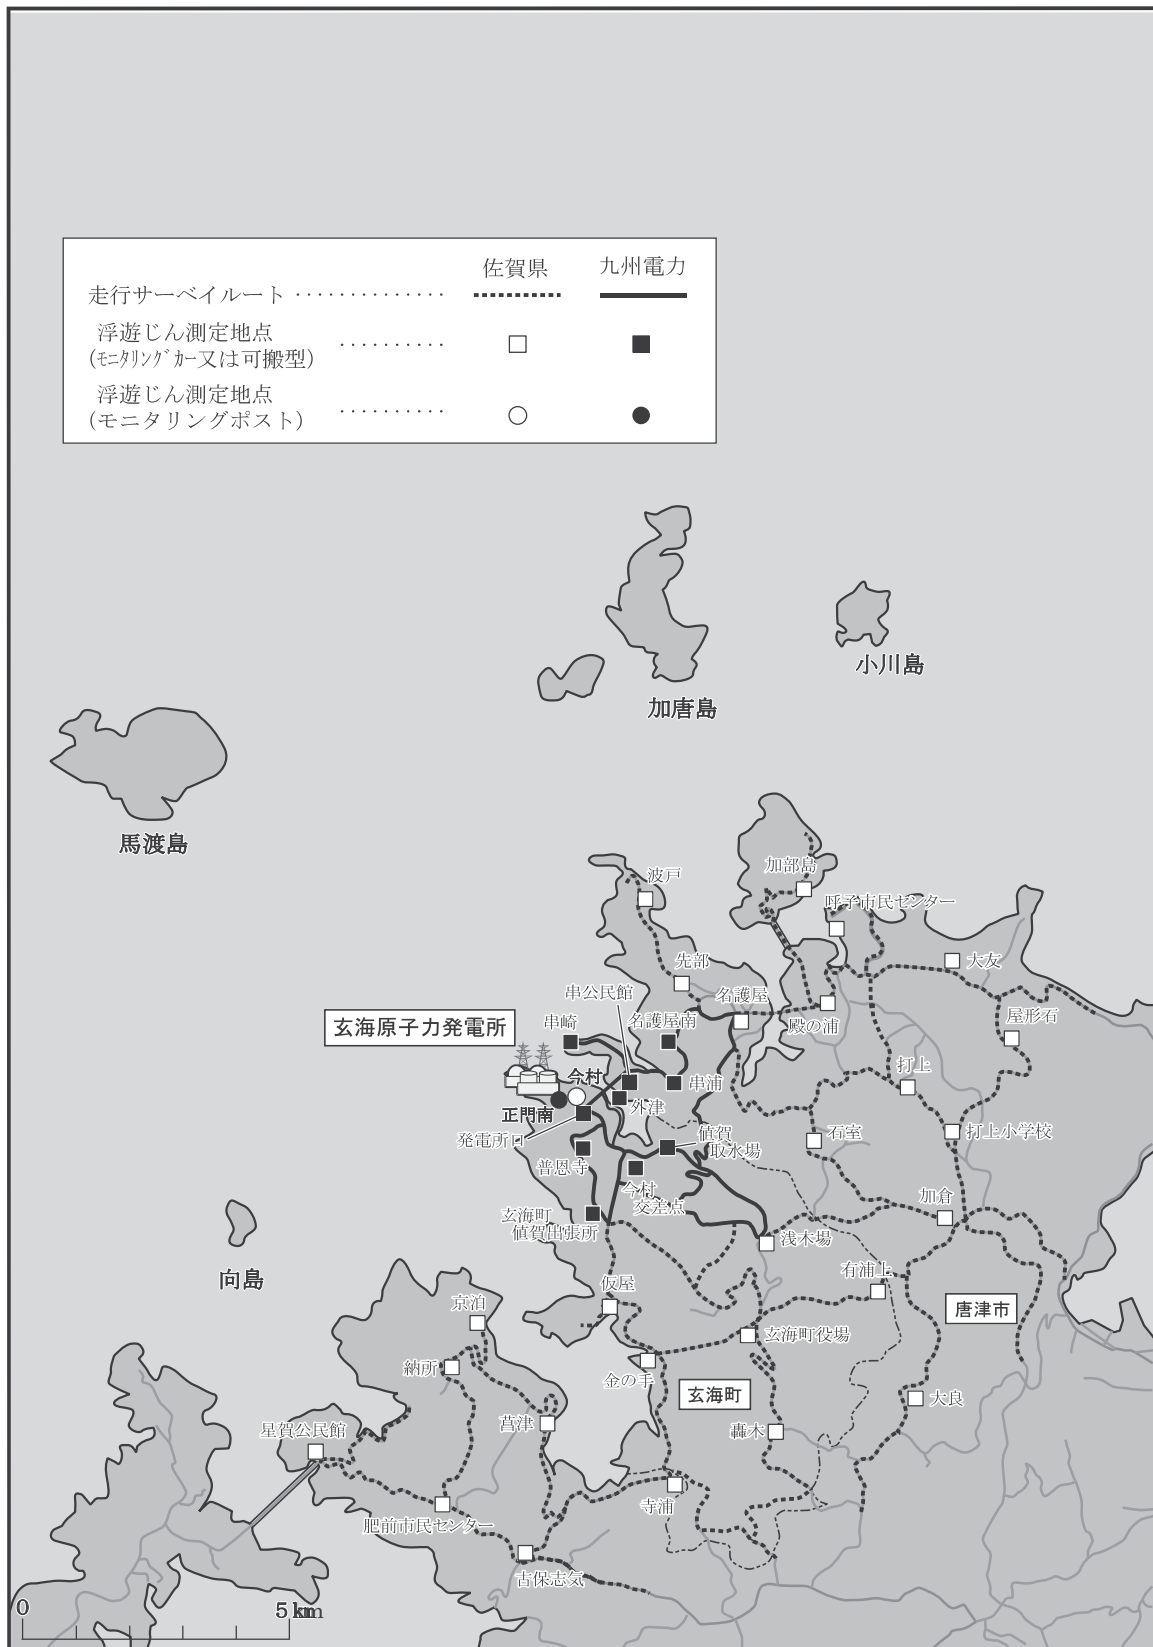 佐賀県
九州電力
走行サーベイルート ··············
浮遊じん測定地点
(ﾓﾆﾀﾘﾝｸﾞｶｰ又は可搬型) ··········
浮遊じん測定地点
(モニタリングポスト) ··········
小川島
加唐島
馬渡島
加部島
波戸
呼子市民センター
先部
大友
串公民館
名護屋
玄海原子力発電所
串崎
名護屋南
殿の浦
屋形石
打上
今村
串浦
正門南
外津
発電所口
値賀
取水場
石室
打上小学校
普恩寺
今村
交差点
加倉
玄海町
値賀出張所
浅木場
有浦上
向島
仮屋
京泊
唐津市
玄海町役場
納所
金の手
玄海町
大良
星賀公民館
菖津
轟木
寺浦
肥前市民センター
古保志気
0
5km